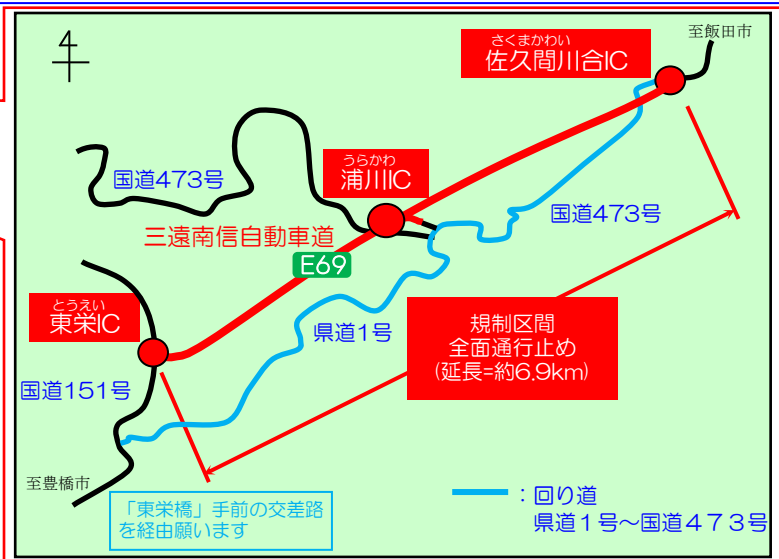 至飯田市
さくまかわい
佐久間川合IC
うらかわ
浦川IC
国道473号
国道473号
三遠南信自動車道
E69
とうえい
東栄IC
県道1号
規制区間
全面通行止め
(延長=約6.9km)
国道151号
至豊橋市
「東栄橋」手前の交差路
を経由願います
：回り道
県道1号～国道473号